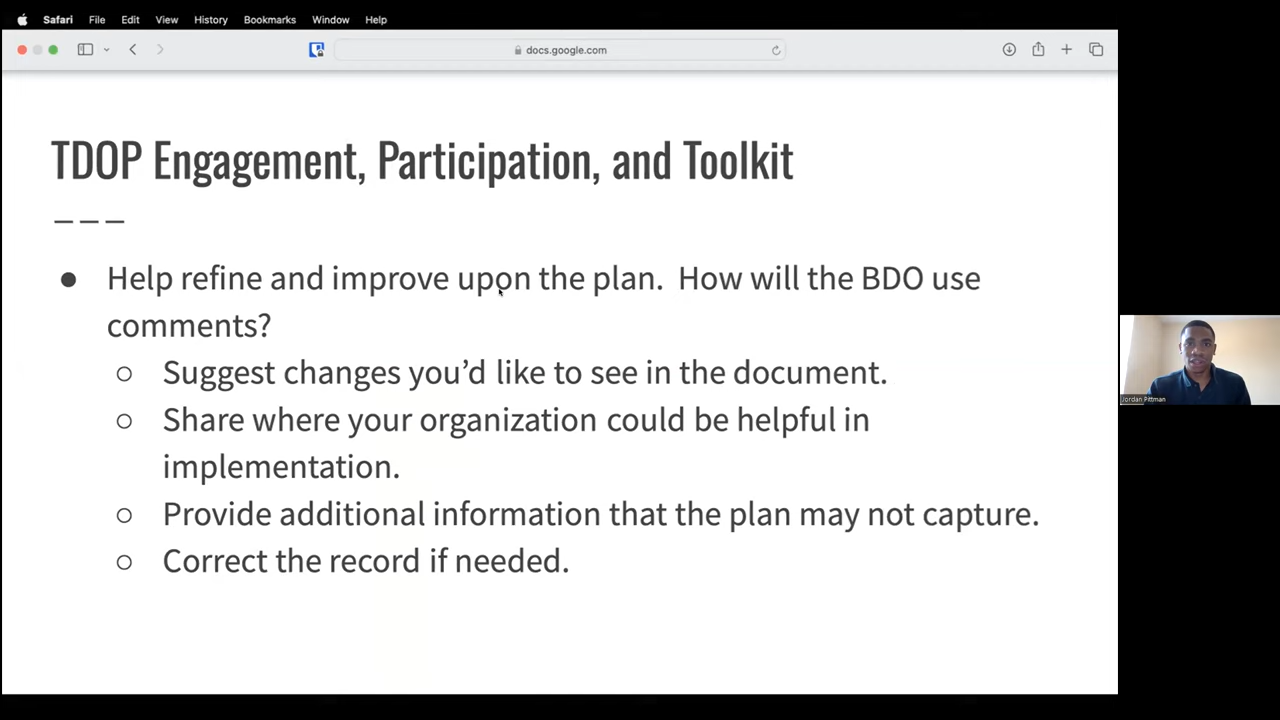 Safari File Edit View History Bookmarks Window Help
docs.google.com
TDOP Engagement, Participation, and Toolkit
Help refine and improve upon the plan.  How will the BDO use
comments?
Suggest changes you’d like to see in the document.
Share where your organization could be helpful in
implementation.
Provide additional information that the plan may not capture.
Correct the record if needed.
Jordan Pittman